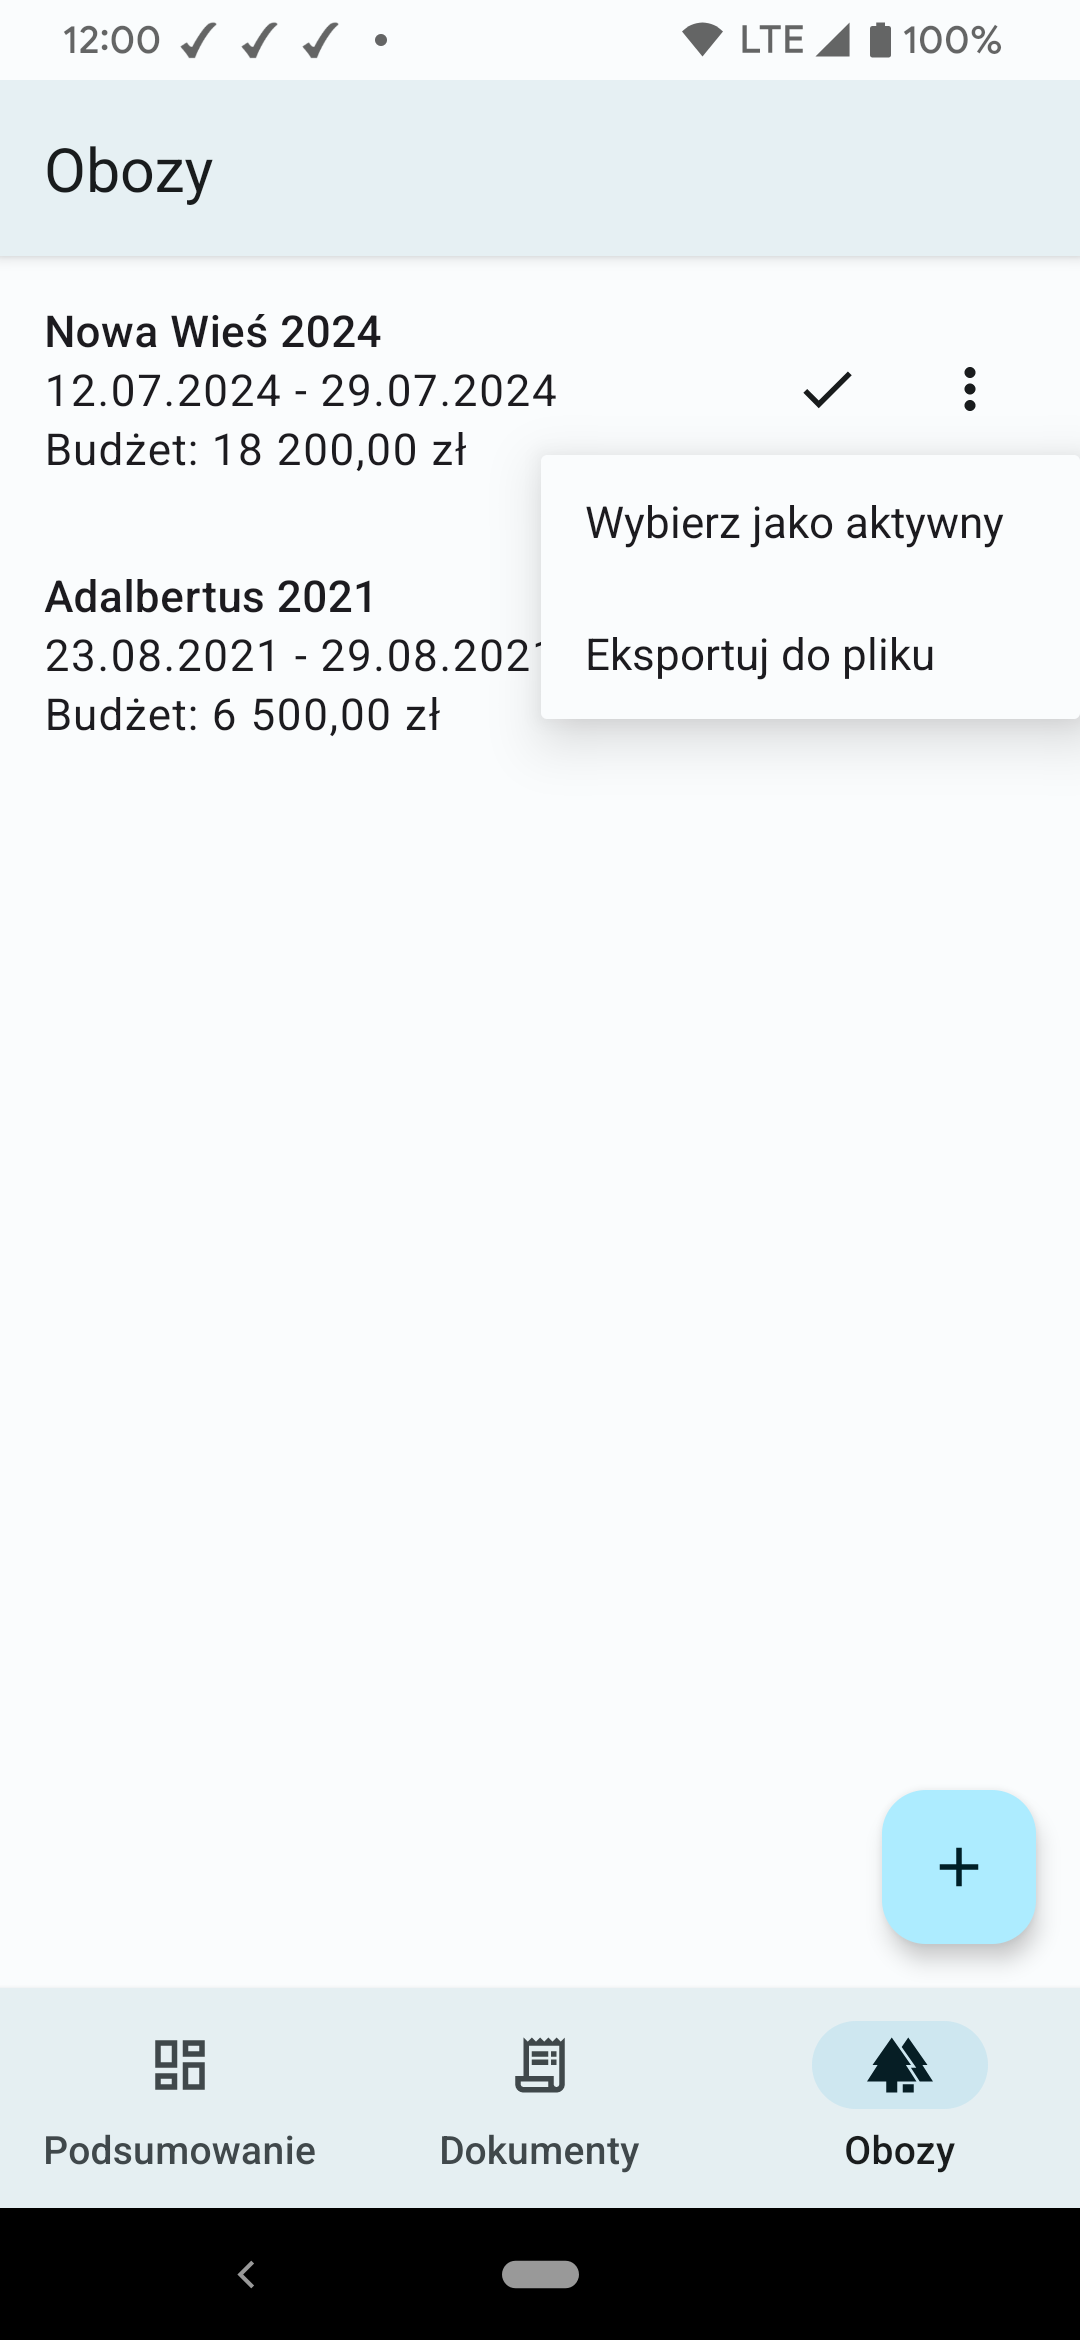 12:00 LTE 100%
Obozy
Nowa Wieś 2024
12.07.2024 - 29.07.2024
Budżet: 18 200,00 zł
Wybierz jako aktywny
Eksportuj do pliku
Adalbertus 2021
23.08.2021 - 29.08.2021
Budżet: 6 500,00 zł
Podsumowanie
Dokumenty
Obozy